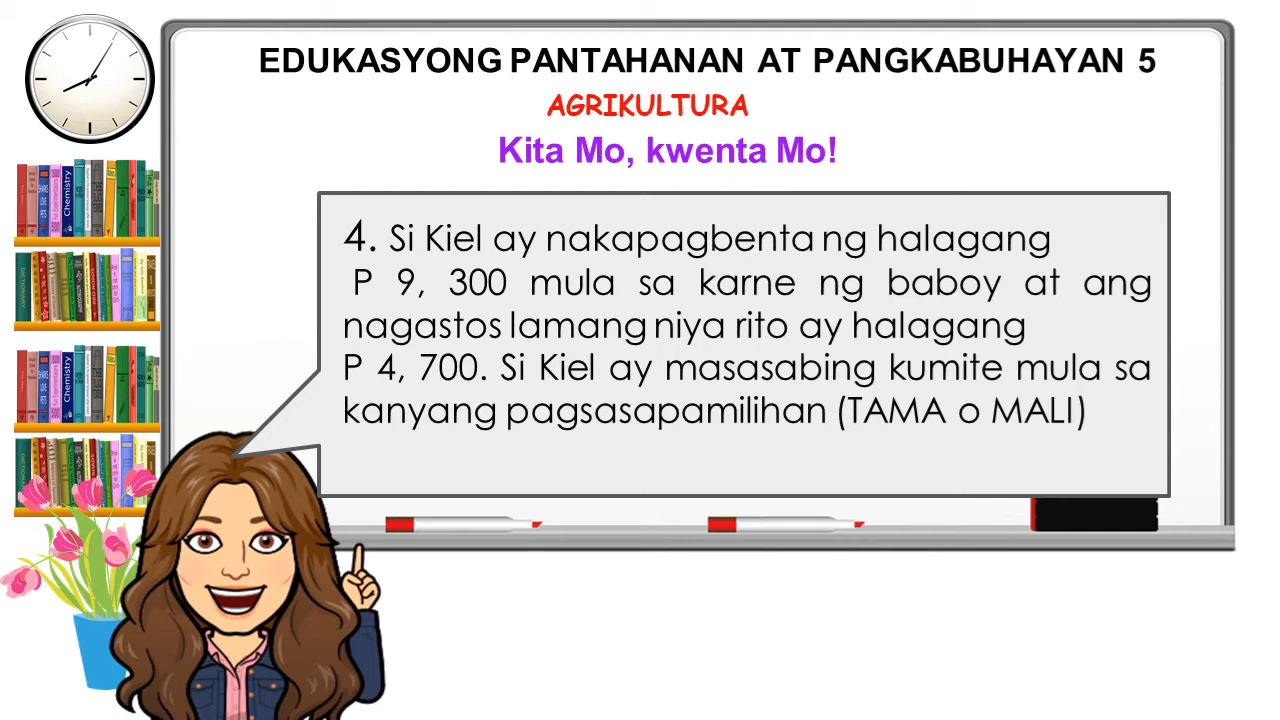 EDUKASYONG PANTAHANAN AT PANGKABUHAYAN 5
AGRIKULTURA
Kita Mo, kwenta Mo!
4. Si Kiel ay nakapagbenta ng halagang
P 9, 300 mula sa karne ng baboy at ang
nagastos lamang niya rito ay halagang
P 4, 700. Si Kiel ay masasabing kumite mula sa
kanyang pagsasapamilihan (TAMA o MALI)
Chemistry
Chemistry